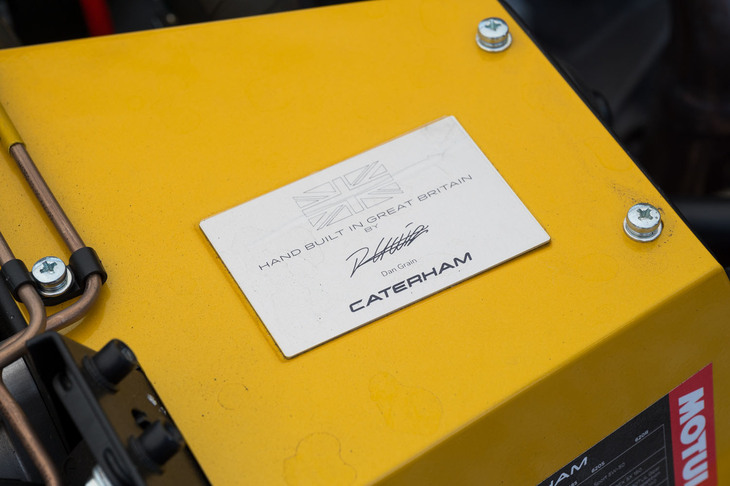 HAND BUILT IN GREAT BRITAIN
BY
Dan Grain
CATERHAM
MOTUL